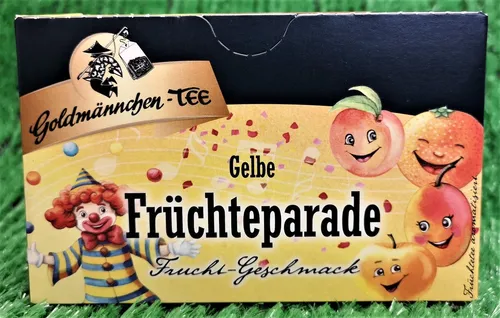 Goldmännchen-TEE
Gelbe
Früchteparade
Frucht-Geschmack
Früchtetee aromatisiert